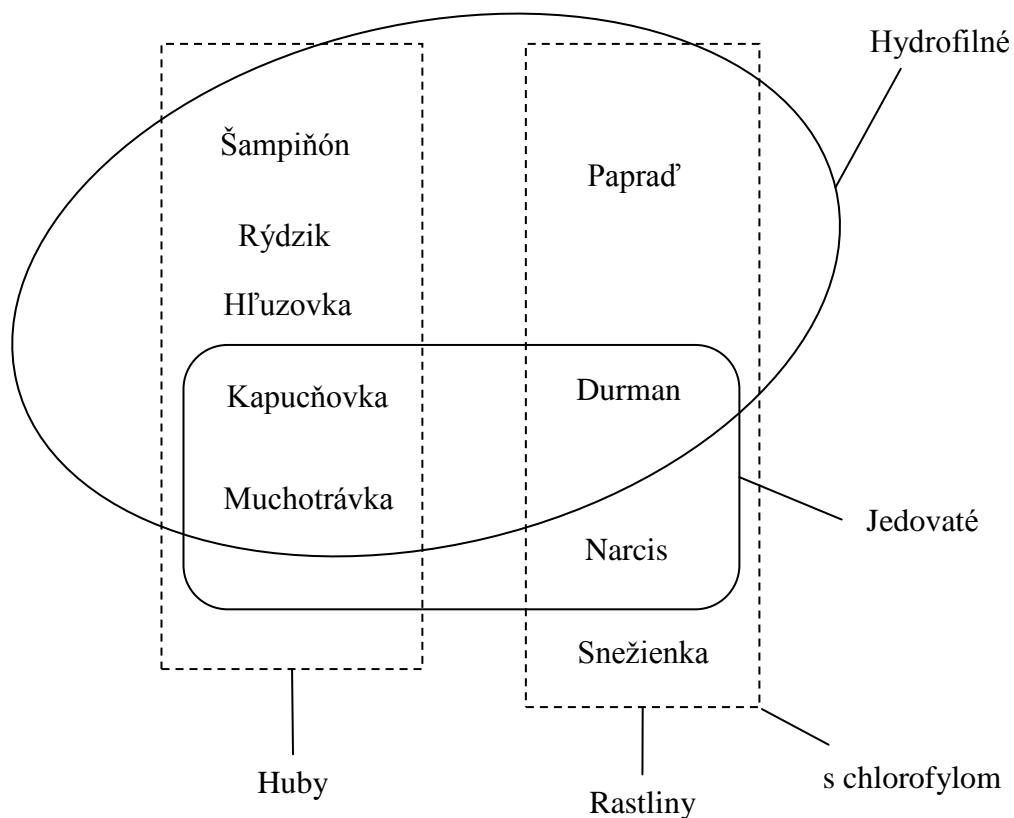 Hydrofilné
Šampiňón
Papraď
Rýdzik
Hľuzovka
Kapucňovka
Durman
Muchotrávka
Jedovaté
Narcis
Snežienka
Huby
Rastliny
s chlorofylom